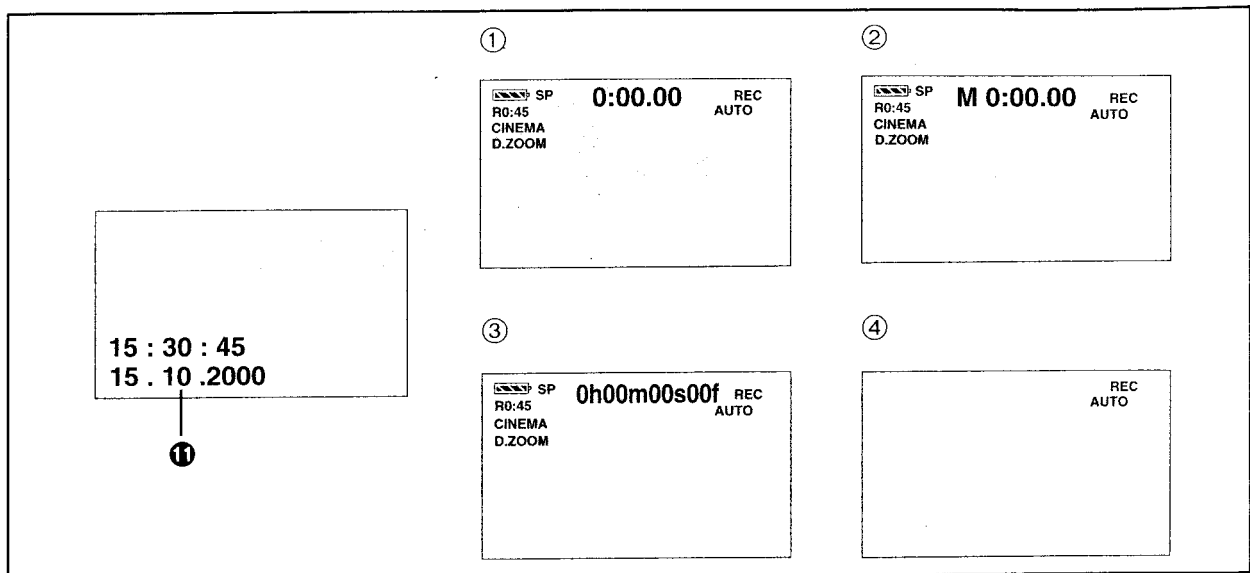 ①
SP 0:00.00 REC
R0:45 AUTO
CINEMA
D.ZOOM
②
SP M 0:00.00 REC
R0:45 AUTO
CINEMA
D.ZOOM
15 : 30 : 45
15 . 10 .2000
⓫
③
SP 0h00m00s00f REC
R0:45 AUTO
CINEMA
D.ZOOM
④
REC
AUTO